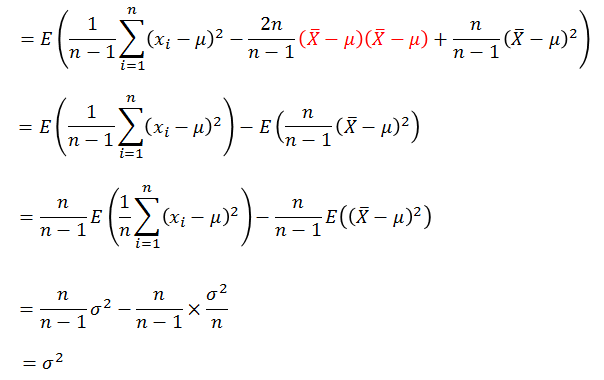 = E ( 1/(n − 1) ∑_{i=1}^{n} (x_i − μ)² − 2n/(n − 1) (X̄ − μ)(X̄ − μ) + n/(n − 1) (X̄ − μ)² )
= E ( 1/(n − 1) ∑_{i=1}^{n} (x_i − μ)² ) − E ( n/(n − 1) (X̄ − μ)² )
= n/(n − 1) E ( 1/n ∑_{i=1}^{n} (x_i − μ)² ) − n/(n − 1) E((X̄ − μ)²)
= n/(n − 1) σ² − n/(n − 1) × σ²/n
= σ²